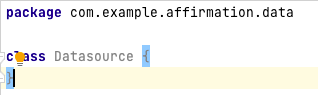 package com.example.affirmation.data
class Datasource {
}